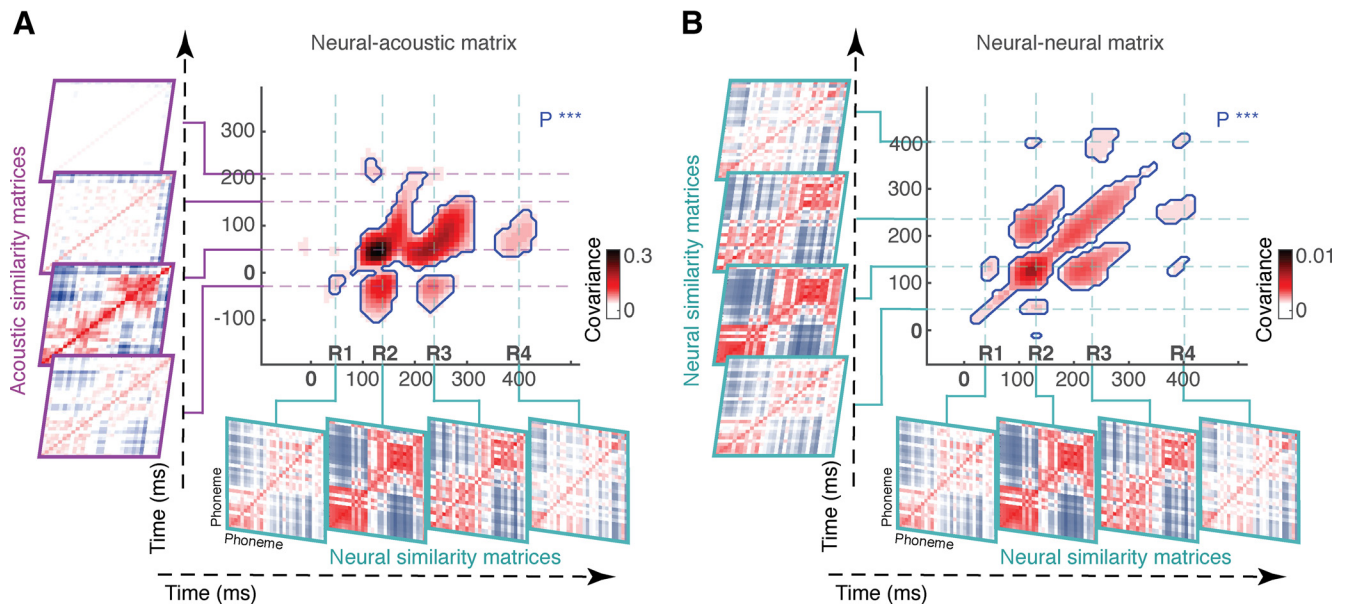 A
Neural-acoustic matrix
P ***
Acoustic similarity matrices
300
200
100
0
-100
Covariance
0.3
0
R1 R2 R3 R4
0 100 200 300 400
Phoneme
Phoneme
Neural similarity matrices
Time (ms)
Time (ms)
B
Neural-neural matrix
P ***
Neural similarity matrices
400
300
200
100
0
Covariance
0.01
0
R1 R2 R3 R4
0 100 200 300 400
Phoneme
Phoneme
Neural similarity matrices
Time (ms)
Time (ms)